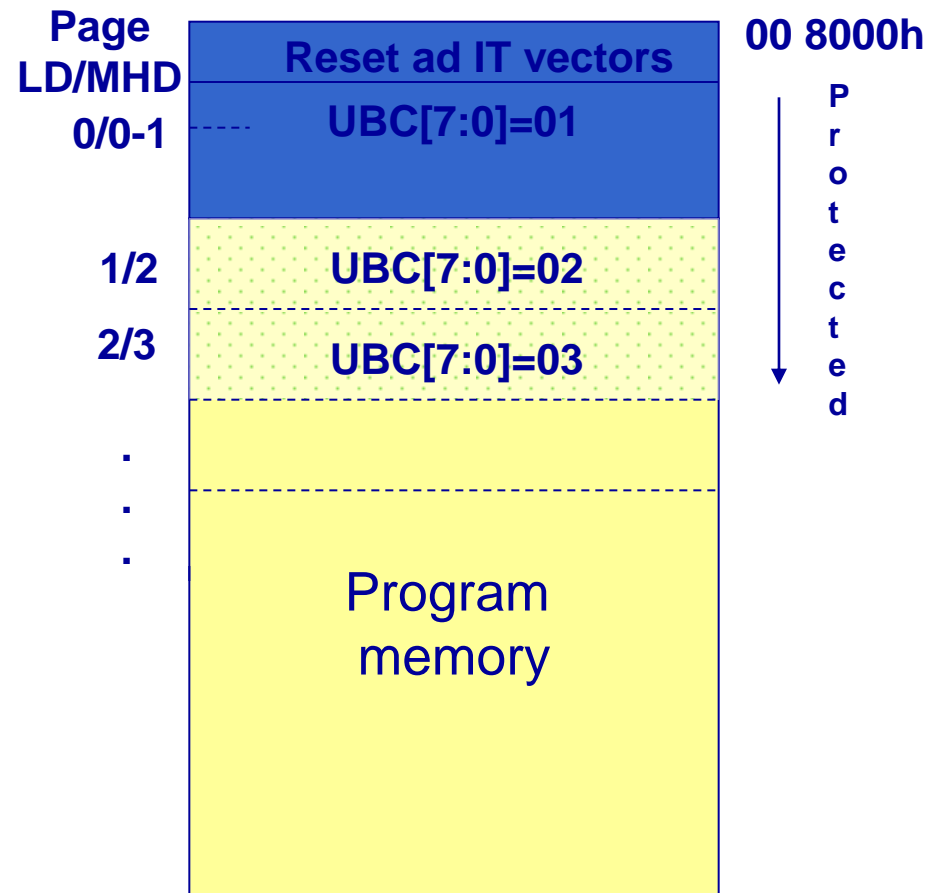 Page
LD/MHD
Reset ad IT vectors
00 8000h
0/0-1
UBC[7:0]=01
1/2
UBC[7:0]=02
2/3
UBC[7:0]=03
.
.
.
Program
memory
P
r
o
t
e
c
t
e
d